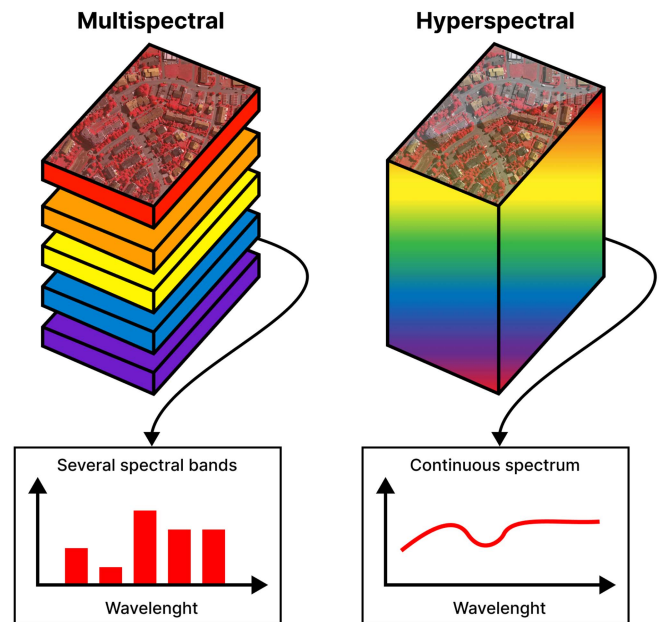 Multispectral
Hyperspectral
Several spectral bands
Wavelenght
Continuous spectrum
Wavelenght